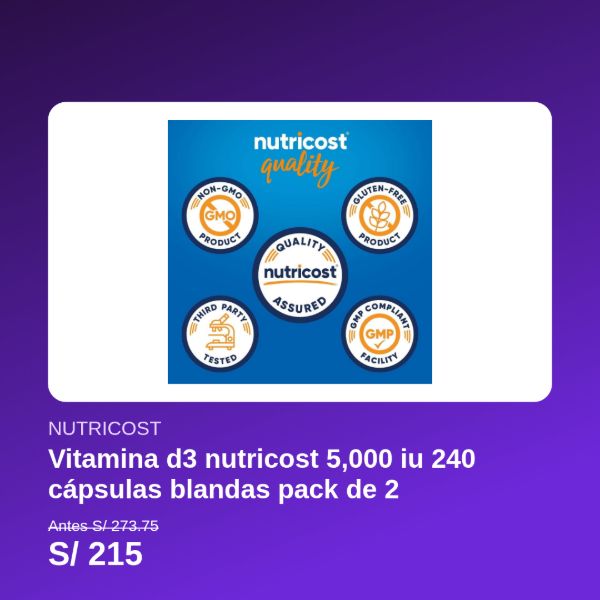 nutricost®
quality
NON-GMO
GMO
PRODUCT
GLUTEN-FREE
PRODUCT
QUALITY
nutricost®
ASSURED
THIRD PARTY
TESTED
GMP COMPLIANT
GMP
FACILITY
NUTRICOST
Vitamina d3 nutricost 5,000 iu 240
cápsulas blandas pack de 2
Antes S/ 273.75
S/ 215